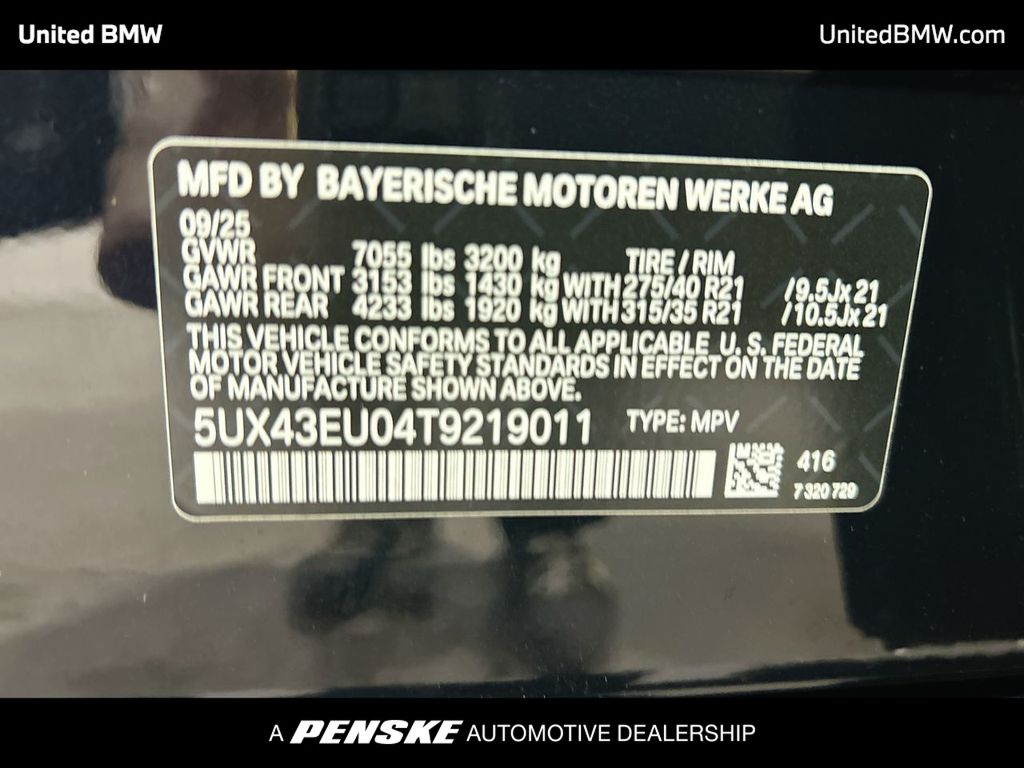 United BMW
UnitedBMW.com
MFD BY BAYERISCHE MOTOREN WERKE AG
09/25
GVWR 7055 lbs 3200 kg TIRE / RIM
GAWR FRONT 3153 lbs 1430 kg WITH 275/40 R21 /9.5Jx21
GAWR REAR 4233 lbs 1920 kg WITH 315/35 R21 /10.5Jx21
THIS VEHICLE CONFORMS TO ALL APPLICABLE U. S. FEDERAL
MOTOR VEHICLE SAFETY STANDARDS IN EFFECT ON THE DATE
OF MANUFACTURE SHOWN ABOVE.
5UX43EU04T9219011 TYPE: MPV
416
7 320 729
A PENSKE AUTOMOTIVE DEALERSHIP